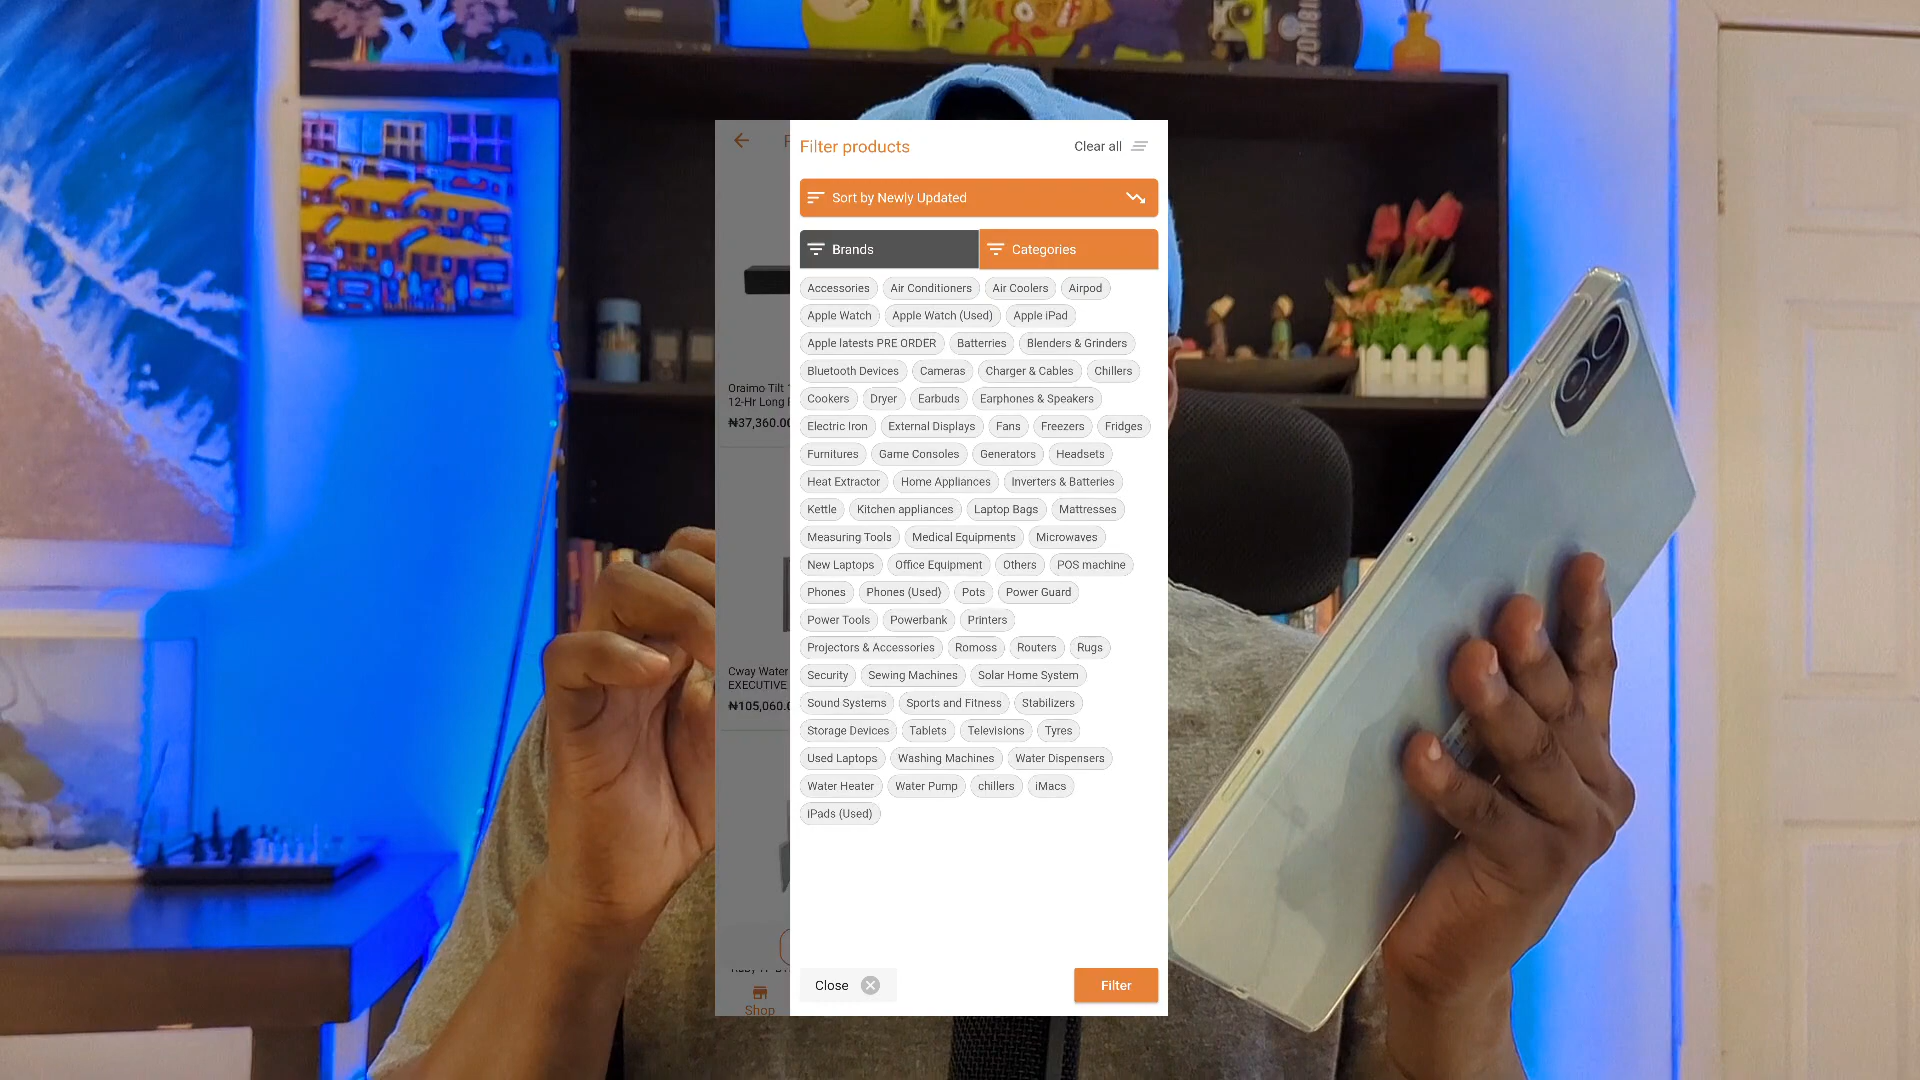 ZOMBIE
Filter products
Clear all
Sort by Newly Updated
Brands
Categories
Accessories Air Conditioners Air Coolers Airpod
Apple Watch Apple Watch (Used) Apple iPad
Apple latests PRE ORDER Batterries Blenders & Grinders
Bluetooth Devices Cameras Charger & Cables Chillers
Cookers Dryer Earbuds Earphones & Speakers
Electric Iron External Displays Fans Freezers Fridges
Furnitures Game Consoles Generators Headsets
Heat Extractor Home Appliances Inverters & Batteries
Kettle Kitchen appliances Laptop Bags Mattresses
Measuring Tools Medical Equipments Microwaves
New Laptops Office Equipment Others POS machine
Phones Phones (Used) Pots Power Guard
Power Tools Powerbank Printers
Projectors & Accessories Romoss Routers Rugs
Security Sewing Machines Solar Home System
Sound Systems Sports and Fitness Stabilizers
Storage Devices Tablets Televisions Tyres
Used Laptops Washing Machines Water Dispensers
Water Heater Water Pump chillers iMacs
iPads (Used)
Close
Filter
Oraimo Tilt
12-Hr Long
₦37,360.00
Cway Water
EXECUTIVE
₦105,060.0
Shop